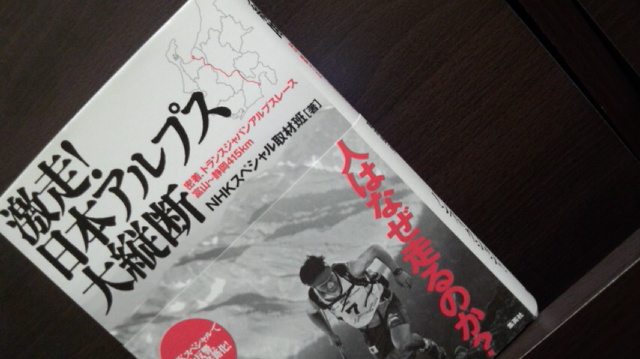 激走!
日本アルプス
大縦断
密着、トランスジャパンアルプスレース
富山〜静岡415km
NHKスペシャル取材班[著]
人はなぜ走るのか?
7
集英社